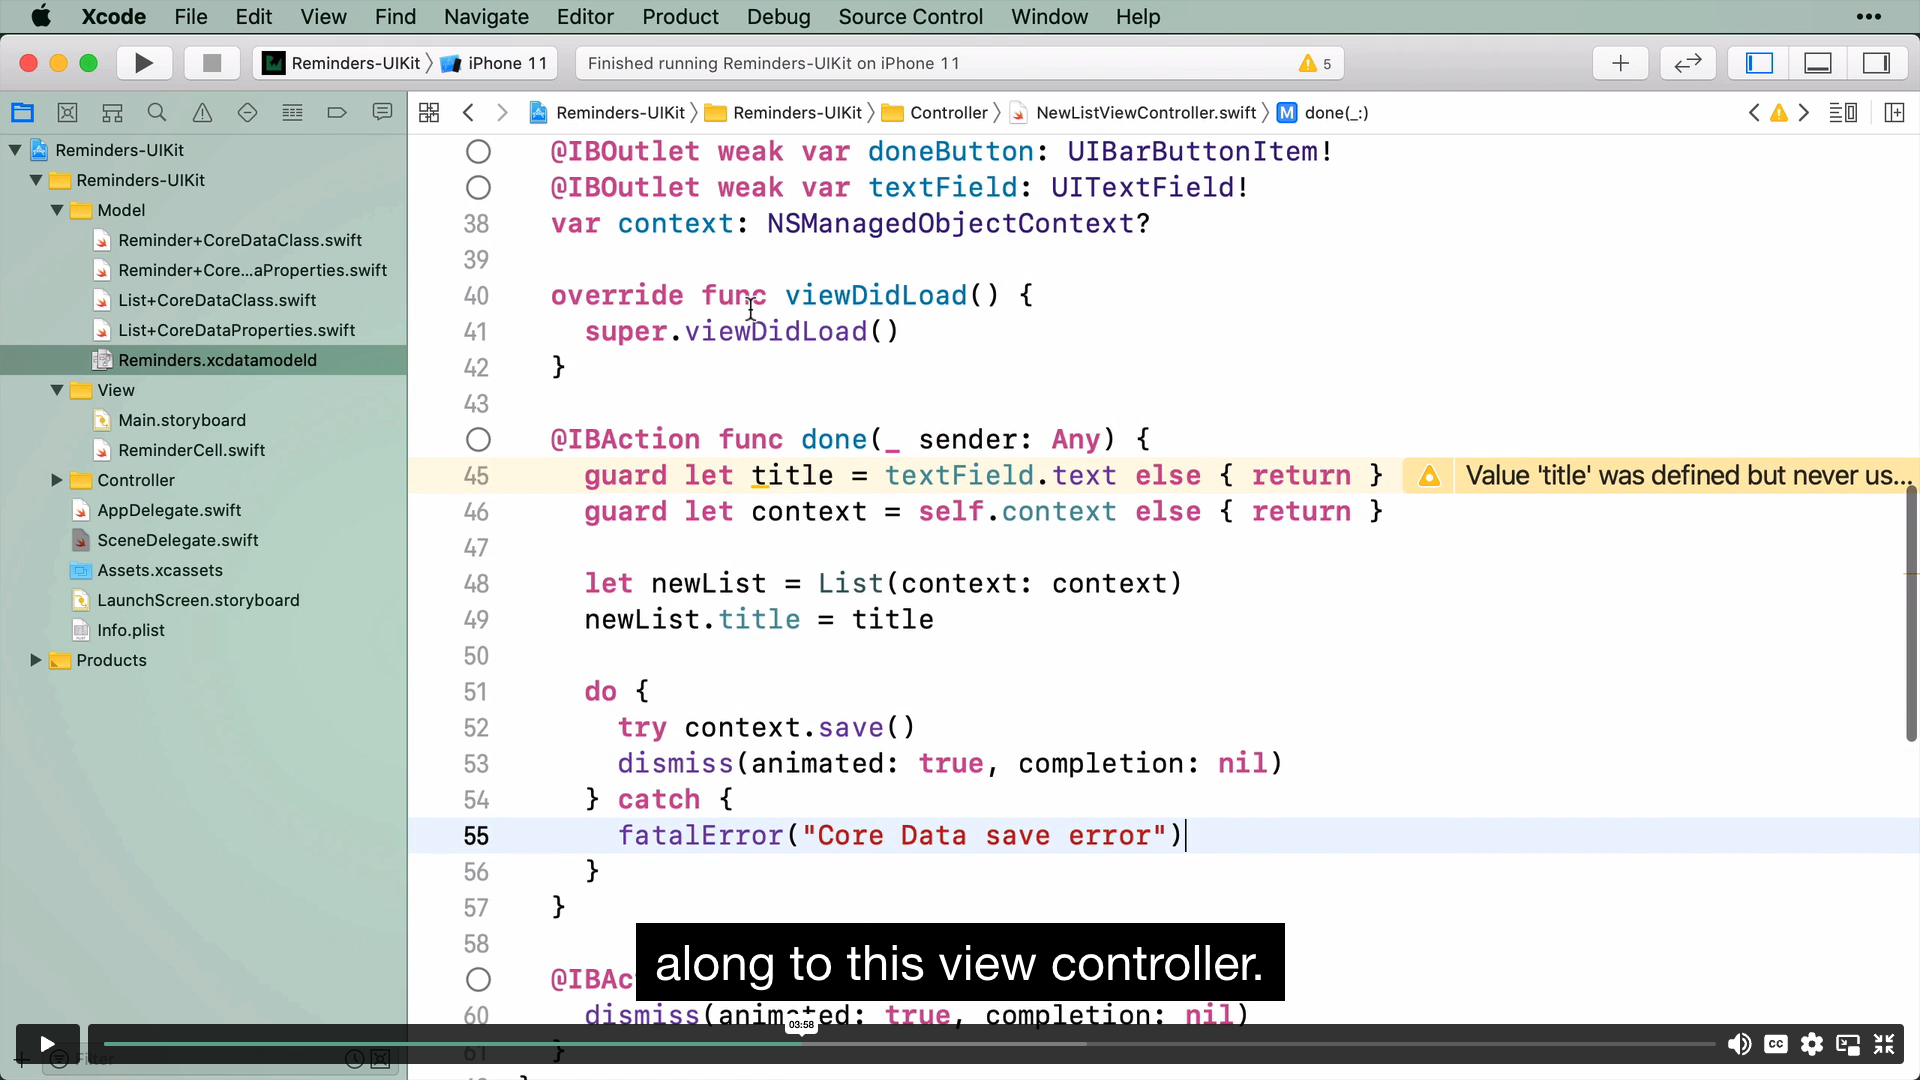 Xcode File Edit View Find Navigate Editor Product Debug Source Control Window Help •••
Reminders-UIKit iPhone 11 Finished running Reminders-UIKit on iPhone 11 5
Reminders-UIKit Reminders-UIKit Controller NewListViewController.swift M done(_:)
Reminders-UIKit
Reminders-UIKit
Model
Reminder+CoreDataClass.swift
Reminder+Core...aProperties.swift
List+CoreDataClass.swift
List+CoreDataProperties.swift
Reminders.xcdatamodeld
View
Main.storyboard
ReminderCell.swift
Controller
AppDelegate.swift
SceneDelegate.swift
Assets.xcassets
LaunchScreen.storyboard
Info.plist
Products
Filter
@IBOutlet weak var doneButton: UIBarButtonItem!
@IBOutlet weak var textField: UITextField!
38 var context: NSManagedObjectContext?
39
40 override func viewDidLoad() {
41 super.viewDidLoad()
42 }
43
@IBAction func done(_ sender: Any) {
45 guard let title = textField.text else { return } Value 'title' was defined but never us...
46 guard let context = self.context else { return }
47
48 let newList = List(context: context)
49 newList.title = title
50
51 do {
52 try context.save()
53 dismiss(animated: true, completion: nil)
54 } catch {
55 fatalError("Core Data save error")
56 }
57 }
58
@IBAc
along to this view controller.
60 dismiss(animated: true, completion: nil)
03:58
61 }
CC